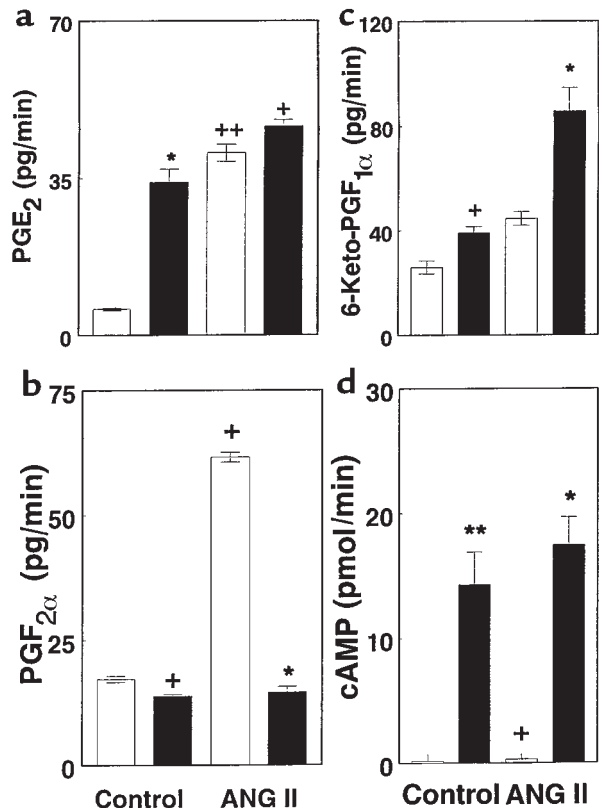 a
70
35
0
PGE2 (pg/min)
*
++
+
c
120
80
40
0
6-Keto-PGF1α (pg/min)
+
*
b
75
50
25
0
PGF2α (pg/min)
+
+
*
Control ANG II
d
30
20
10
0
cAMP (pmol/min)
**
+
*
Control ANG II